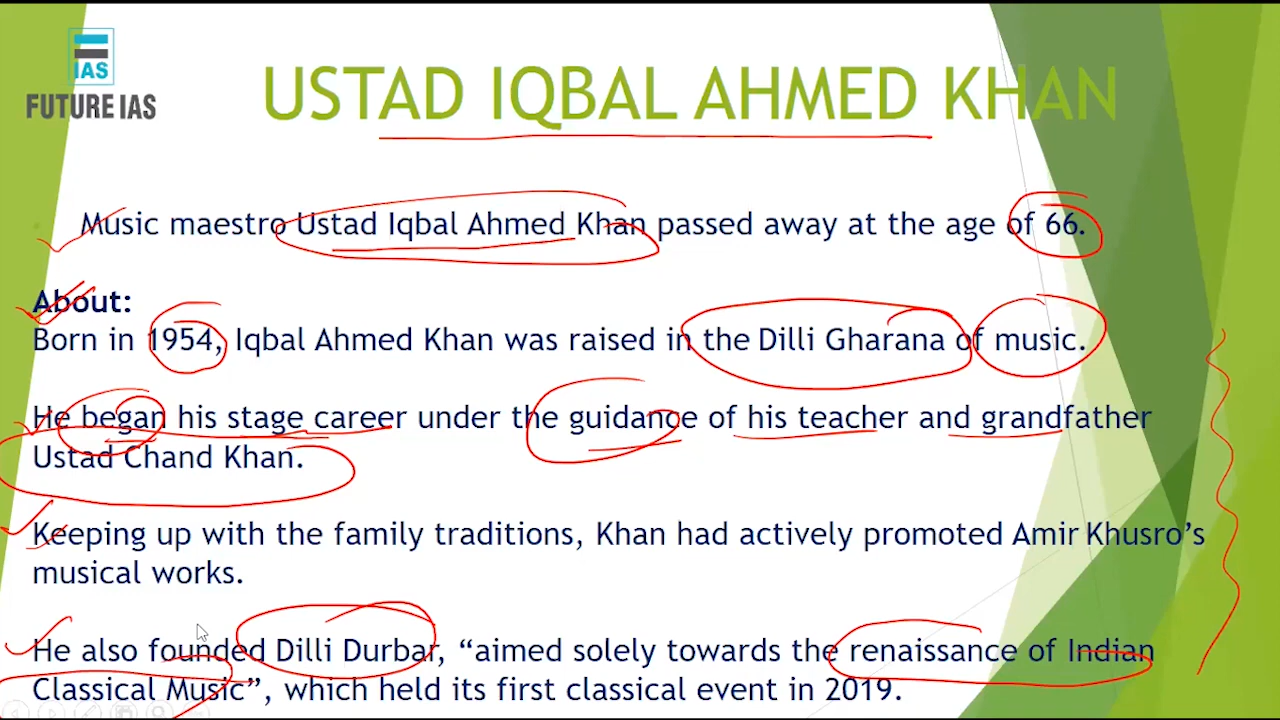 IAS
FUTURE IAS
USTAD IQBAL AHMED KHAN
Music maestro Ustad Iqbal Ahmed Khan passed away at the age of 66.
About:
Born in 1954, Iqbal Ahmed Khan was raised in the Dilli Gharana of music.
He began his stage career under the guidance of his teacher and grandfather
Ustad Chand Khan.
Keeping up with the family traditions, Khan had actively promoted Amir Khusro’s
musical works.
He also founded Dilli Durbar, “aimed solely towards the renaissance of Indian
Classical Music”, which held its first classical event in 2019.